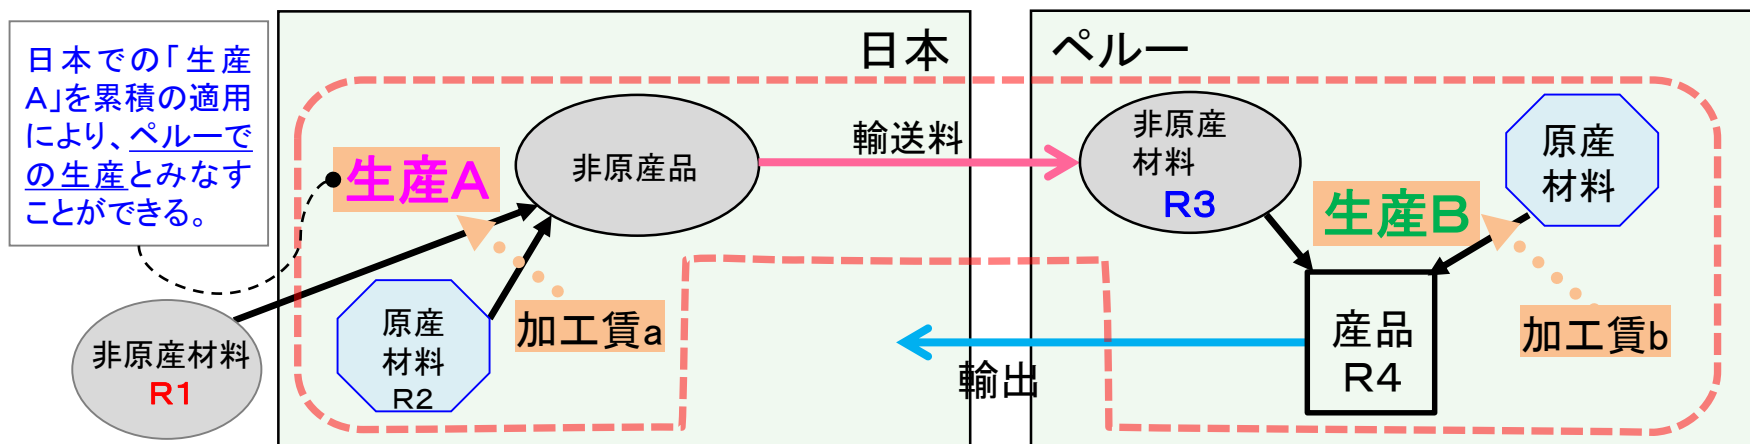 日本での「生産
A」を累積の適用
により、ペルーで
の生産とみなす
ことができる。
日本
ペルー
生産A
非原産品
輸送料
非原産
材料
R3
生産B
原産
材料
非原産材料
R1
原産
材料
R2
加工賃a
輸出
産品
R4
加工賃b